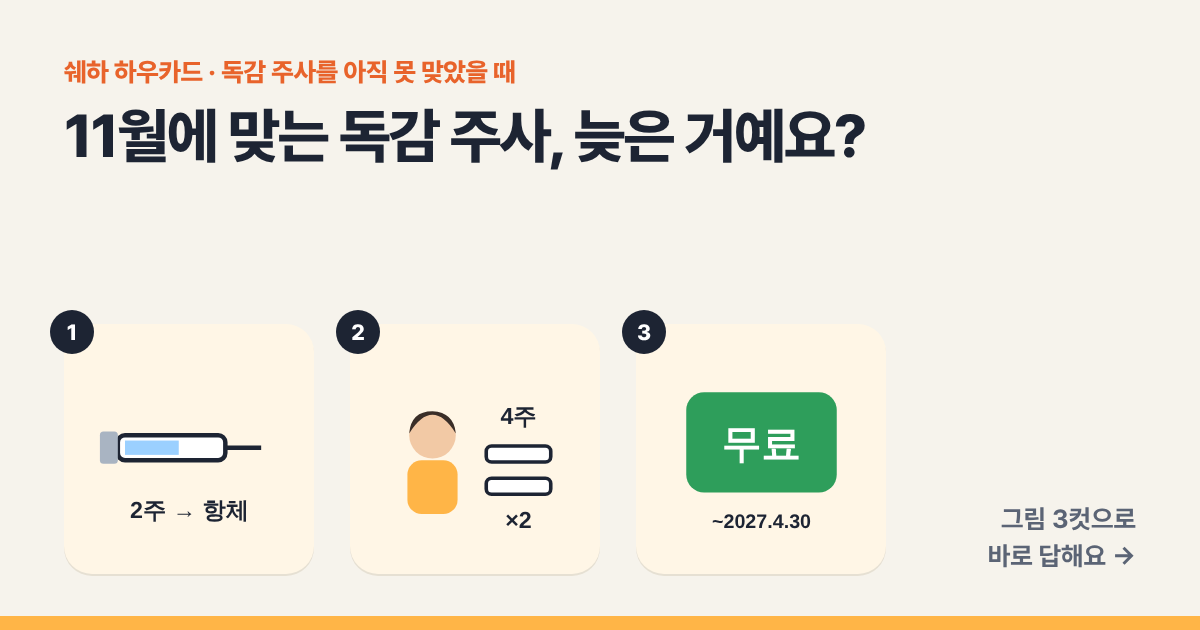 쉐하 하우카드 · 독감 주사를 아직 못 맞았을 때
11월에 맞는 독감 주사, 늦은 거예요?
1
2주 → 항체
2
4주
×2
3
무료
~2027.4.30
그림 3컷으로
바로 답해요 →